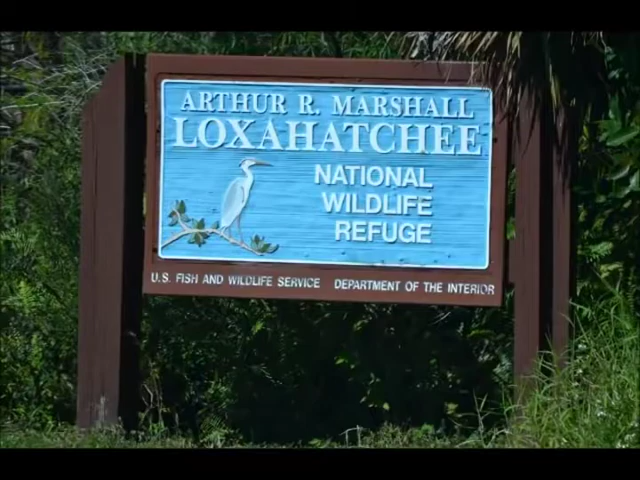 ARTHUR R. MARSHALL
LOXAHATCHEE
NATIONAL
WILDLIFE
REFUGE
U.S. FISH AND WILDLIFE SERVICE DEPARTMENT OF THE INTERIOR